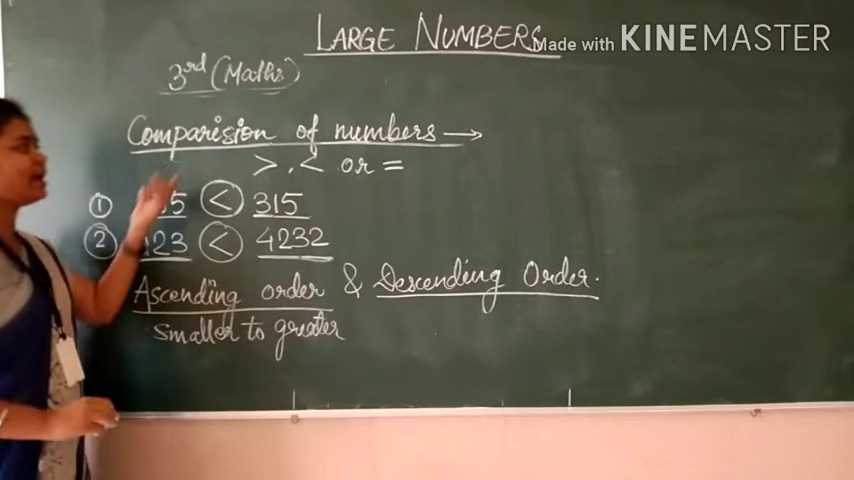 LARGE NUMBERS
Made with KINEMASTER
3rd (Maths)
Comparision of numbers →
> , < or =
① < 315
② < 4232
Ascending order & Descending Order.
Smaller to greater